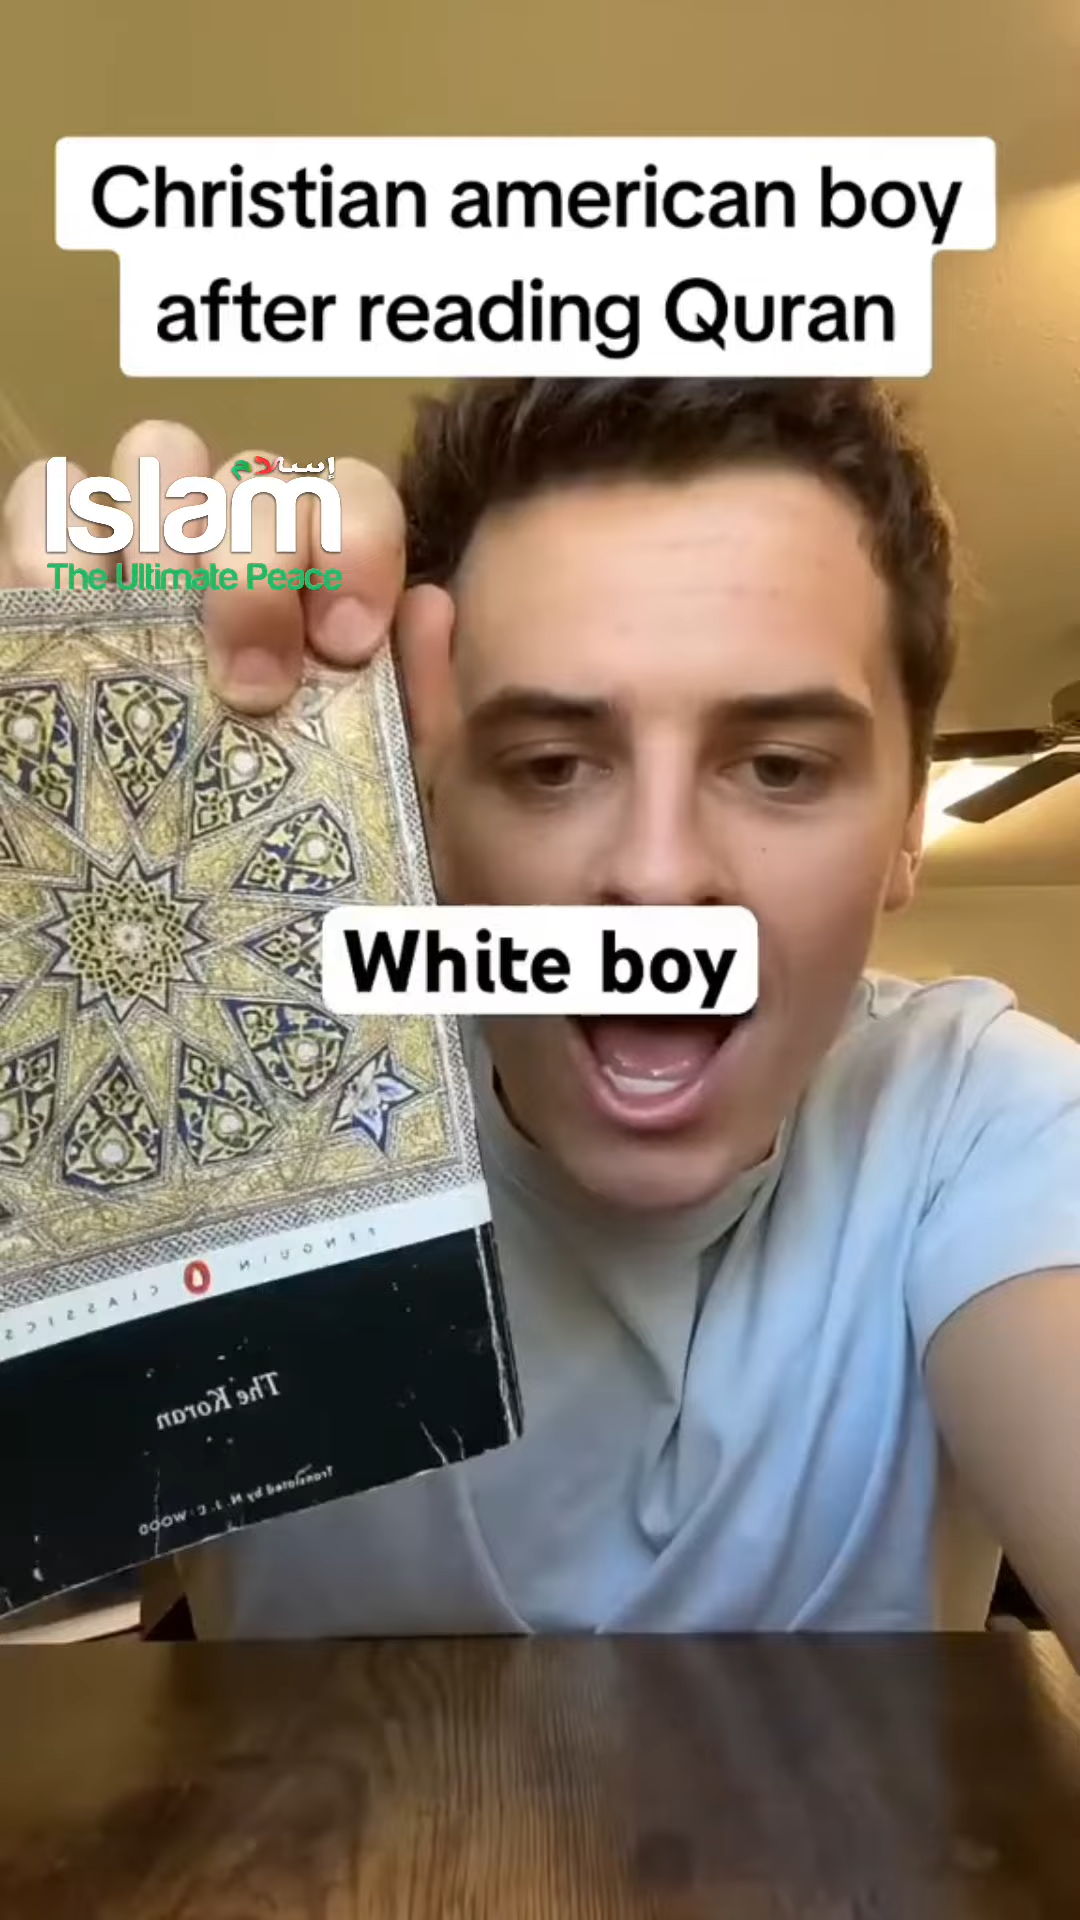 Christian american boy
after reading Quran
إسلام
Islam
The Ultimate Peace
White boy
PENGUIN CLASSICS
The Koran
Translated by N. J. DAWOOD